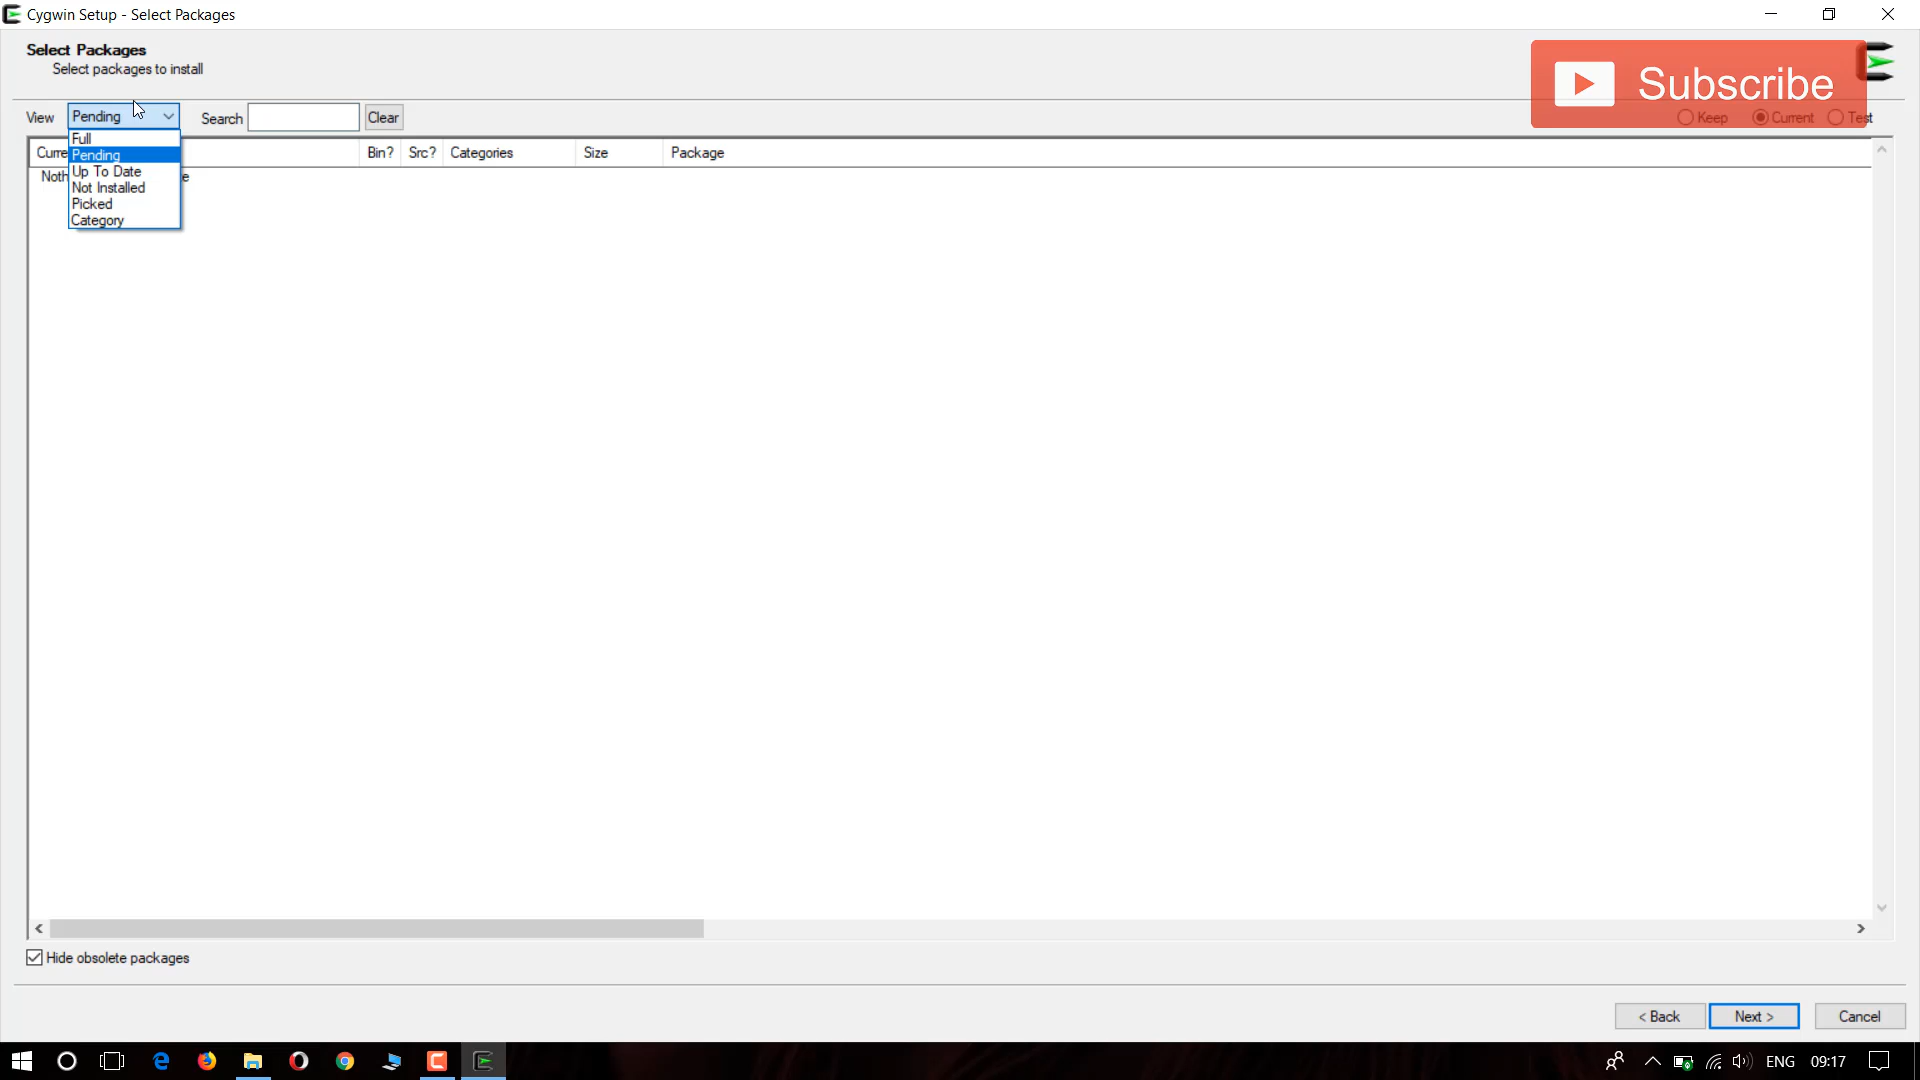 Cygwin Setup - Select Packages
Select Packages
Select packages to install
Subscribe
View Pending Search Clear Keep Current Test
Full
Pending
Up To Date
Not Installed
Picked
Category
Curre Bin? Src? Categories Size Package
Noth e
Hide obsolete packages
< Back Next > Cancel
ENG 09:17